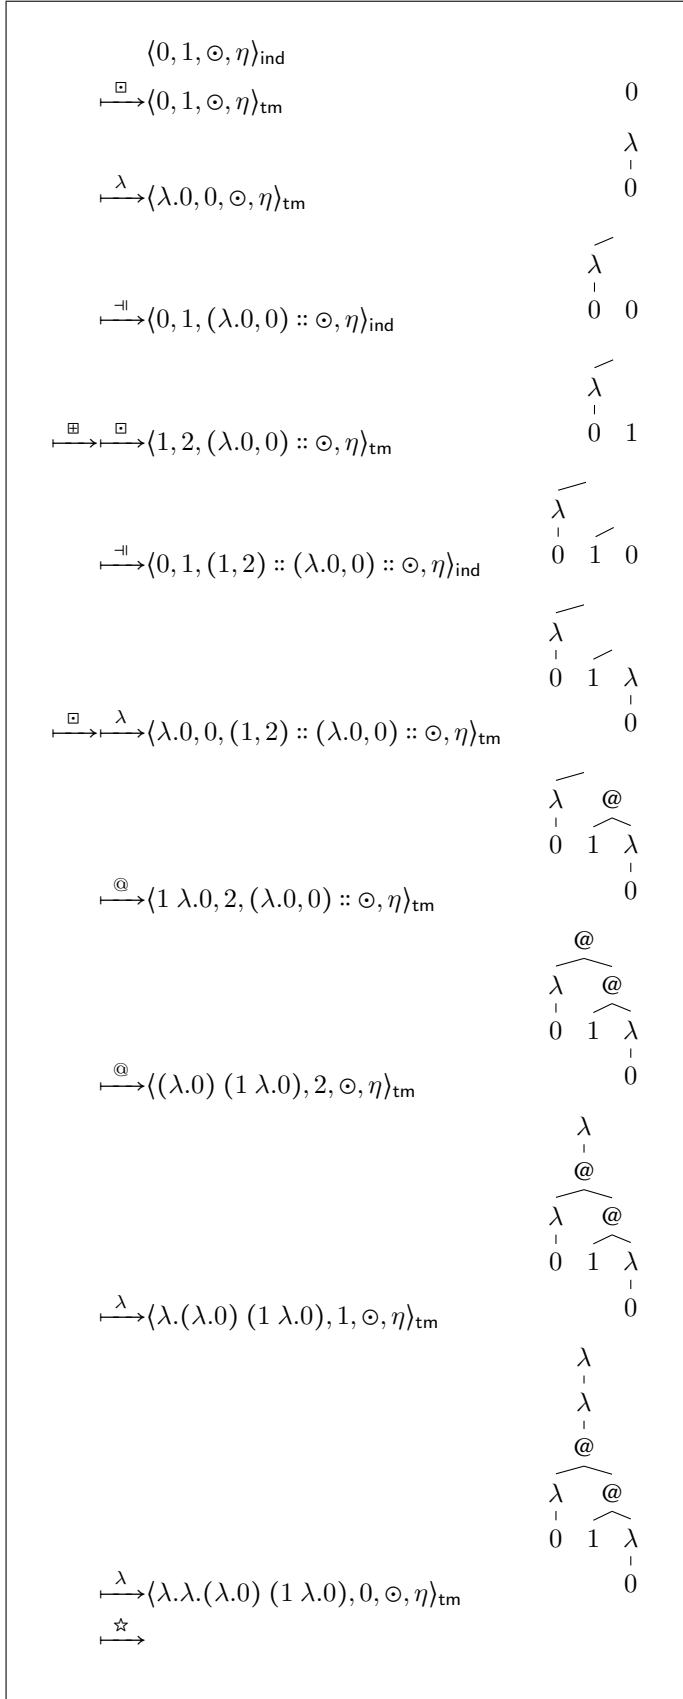 ⟨0, 1, ⊙, η⟩ind
⊡
⟼ ⟨0, 1, ⊙, η⟩tm 0
λ
λ
⟼ ⟨λ.0, 0, ⊙, η⟩tm 0
λ
⫣
⟼ ⟨0, 1, (λ.0, 0) :: ⊙, η⟩ind 0 0
λ
⊞ ⊡
⟼ ⟼ ⟨1, 2, (λ.0, 0) :: ⊙, η⟩tm 0 1
λ
⫣
⟼ ⟨0, 1, (1, 2) :: (λ.0, 0) :: ⊙, η⟩ind 0 1 0
λ
0 1 λ
⊡ λ
⟼ ⟼ ⟨λ.0, 0, (1, 2) :: (λ.0, 0) :: ⊙, η⟩tm 0
λ @
0 1 λ
@
⟼ ⟨1 λ.0, 2, (λ.0, 0) :: ⊙, η⟩tm 0
@
λ @
0 1 λ
@
⟼ ⟨(λ.0) (1 λ.0), 2, ⊙, η⟩tm 0
λ
@
λ @
0 1 λ
λ
⟼ ⟨λ.(λ.0) (1 λ.0), 1, ⊙, η⟩tm 0
λ
λ
@
λ @
0 1 λ
λ
⟼ ⟨λ.λ.(λ.0) (1 λ.0), 0, ⊙, η⟩tm 0
☆
⟼